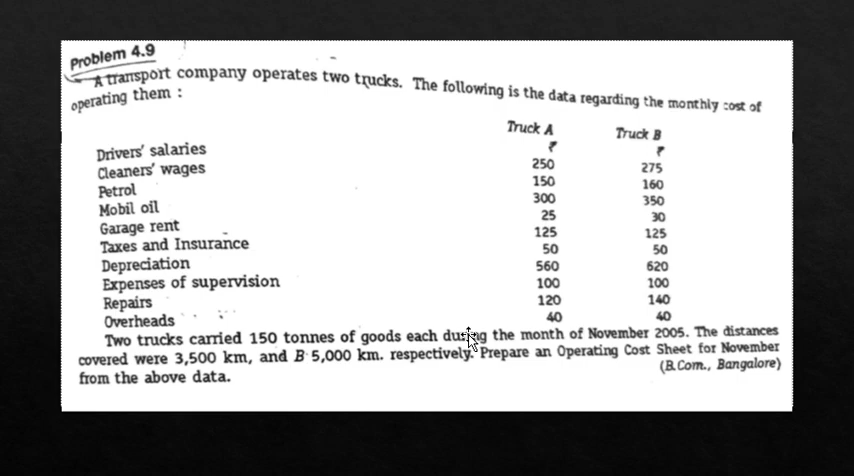 Problem 4.9
A transport company operates two trucks. The following is the data regarding the monthly cost of
operating them :
Truck A Truck B
₹ ₹
Drivers' salaries 250 275
Cleaners' wages 150 160
Petrol 300 350
Mobil oil 25 30
Garage rent 125 125
Taxes and Insurance 50 50
Depreciation 560 620
Expenses of supervision 100 100
Repairs 120 140
Overheads 40 40
Two trucks carried 150 tonnes of goods each during the month of November 2005. The distances
covered were 3,500 km, and B 5,000 km. respectively. Prepare an Operating Cost Sheet for November
from the above data. (B.Com., Bangalore)